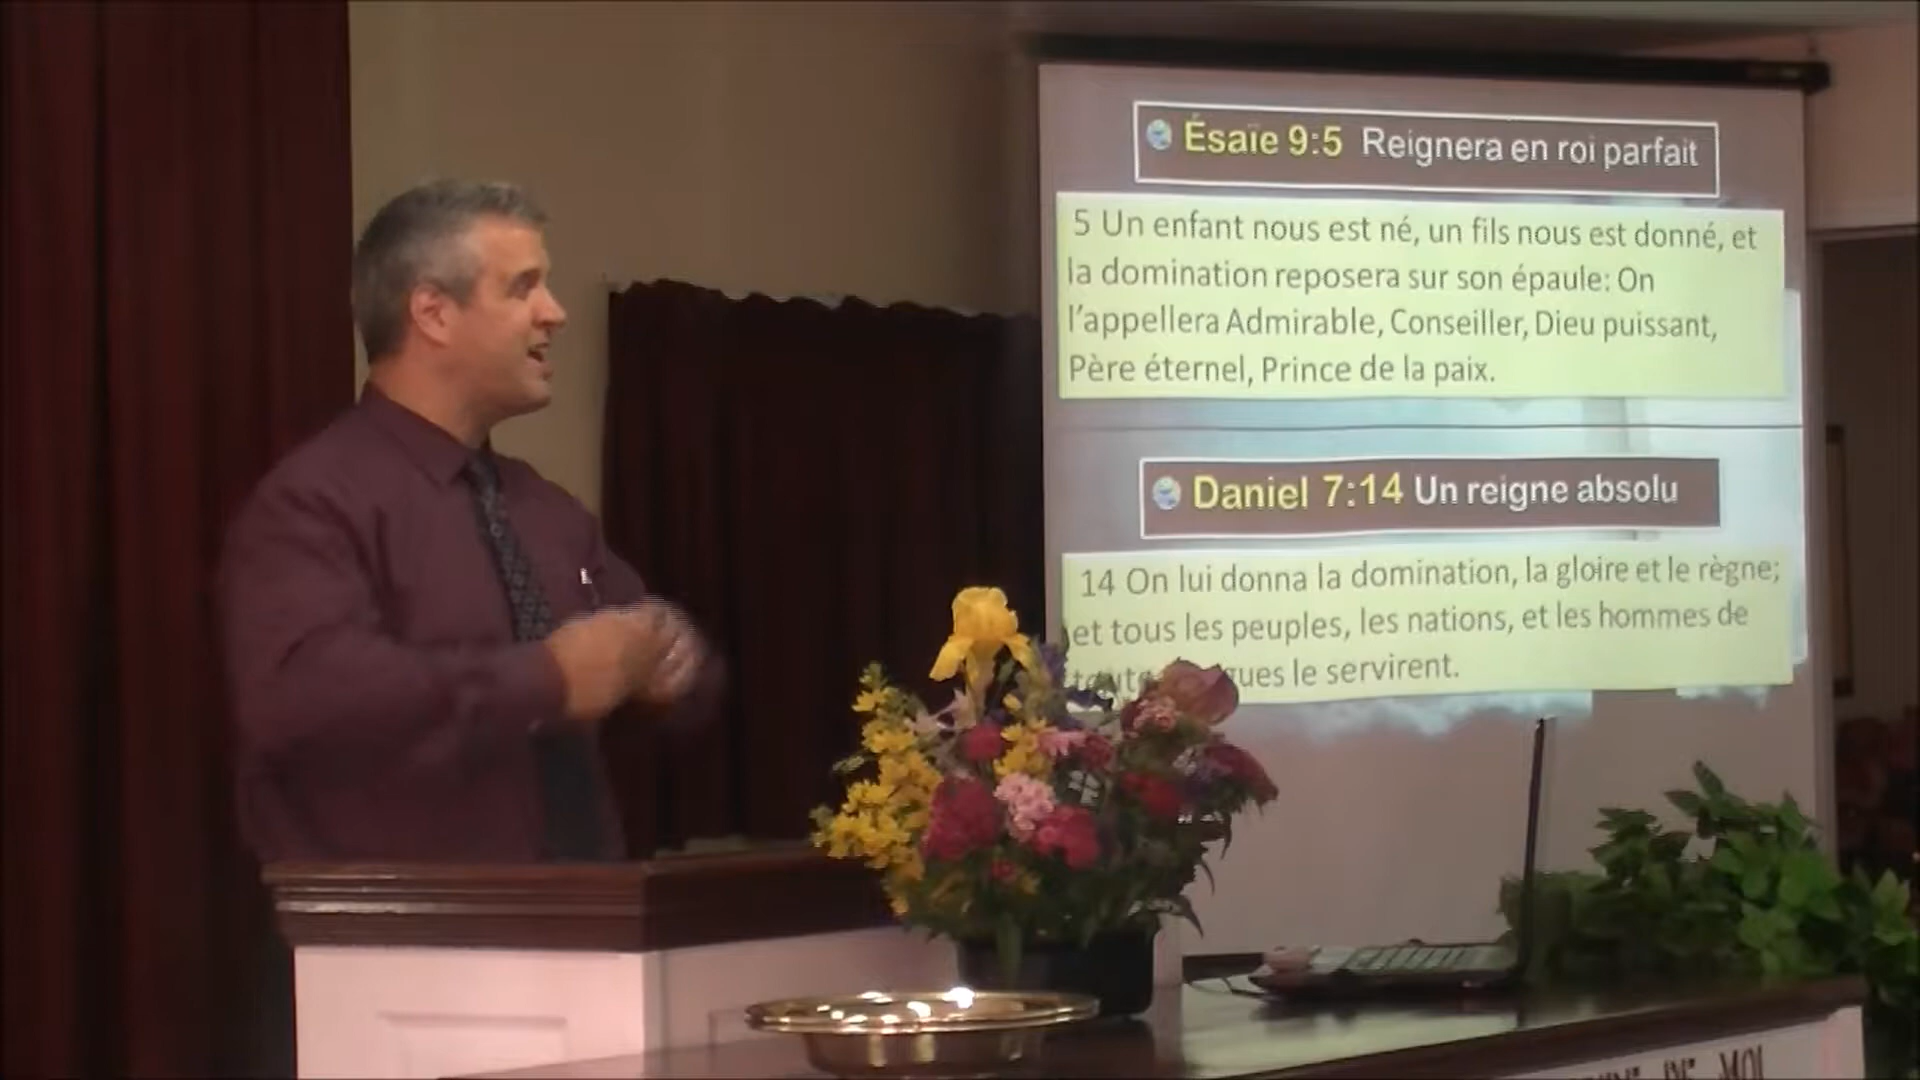 Ésaïe 9:5 Reignera en roi parfait
5 Un enfant nous est né, un fils nous est donné, et
la domination reposera sur son épaule: On
l'appellera Admirable, Conseiller, Dieu puissant,
Père éternel, Prince de la paix.
Daniel 7:14 Un reigne absolu
14 On lui donna la domination, la gloire et le règne;
et tous les peuples, les nations, et les hommes de
le servirent.
DE MOI